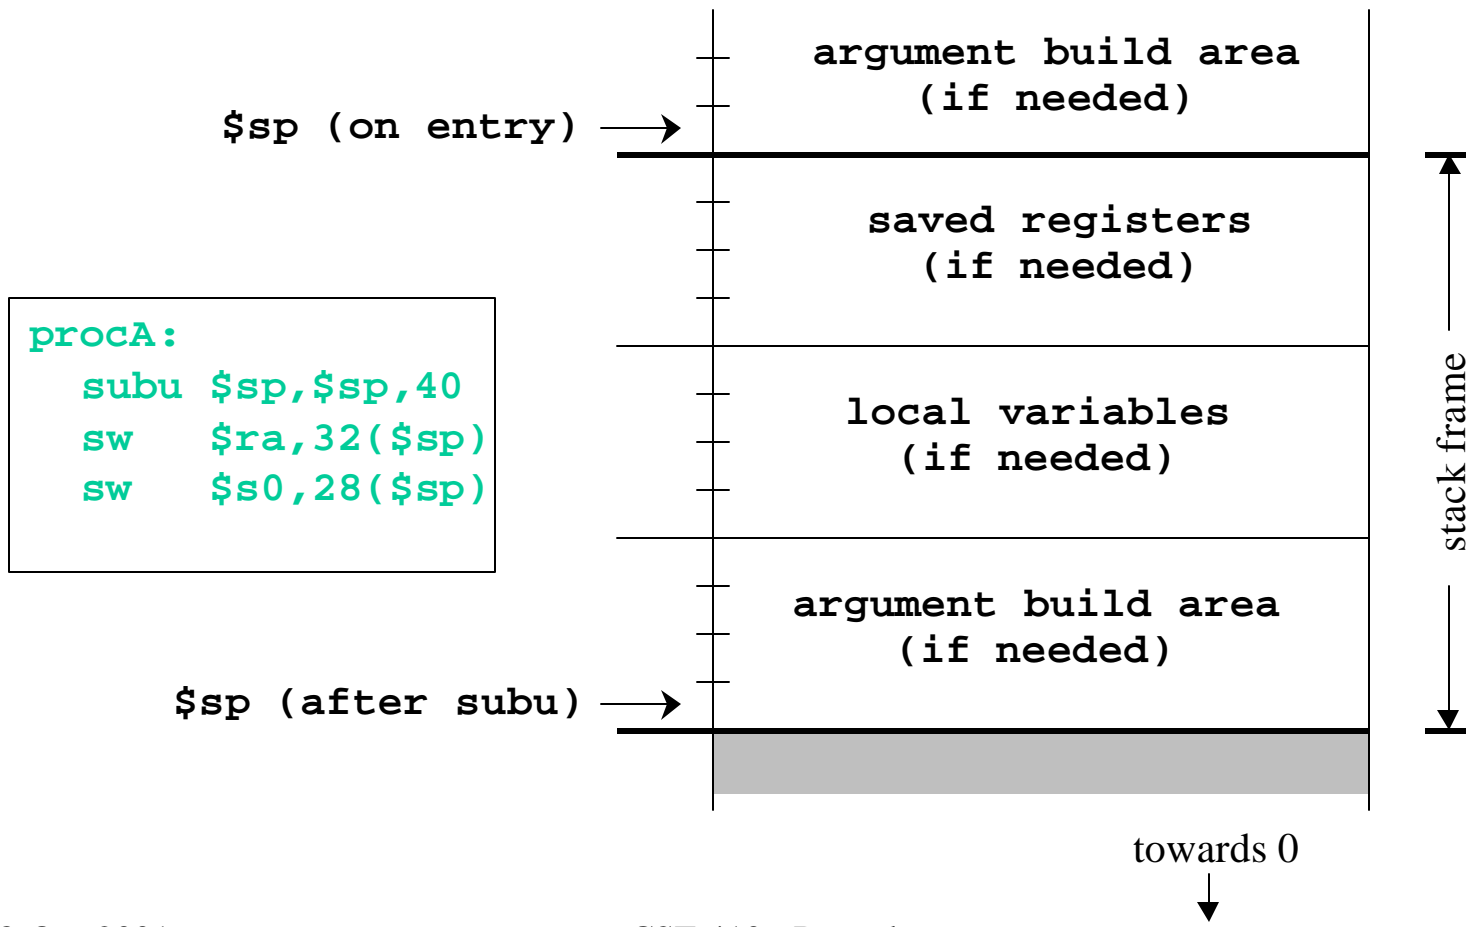 argument build area
(if needed)
$sp (on entry)
saved registers
(if needed)
procA:
subu $sp,$sp,40
sw $ra,32($sp)
sw $s0,28($sp)
local variables
(if needed)
stack frame
argument build area
(if needed)
$sp (after subu)
towards 0